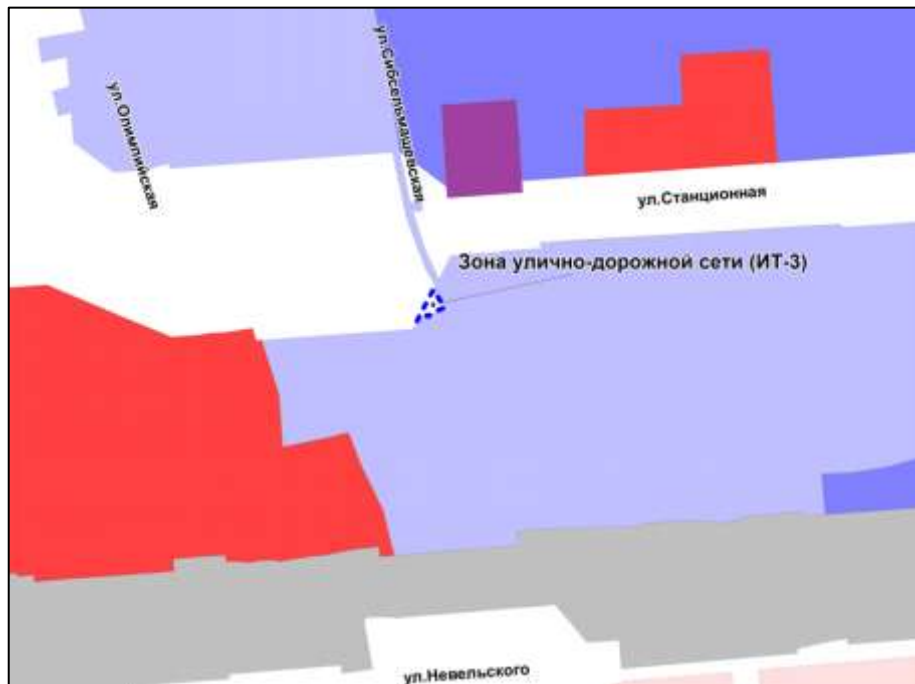 ул.Олимпийская
ул.Сибсельмашевская
ул.Станционная
Зона улично-дорожной сети (ИТ-3)
ул.Невельского